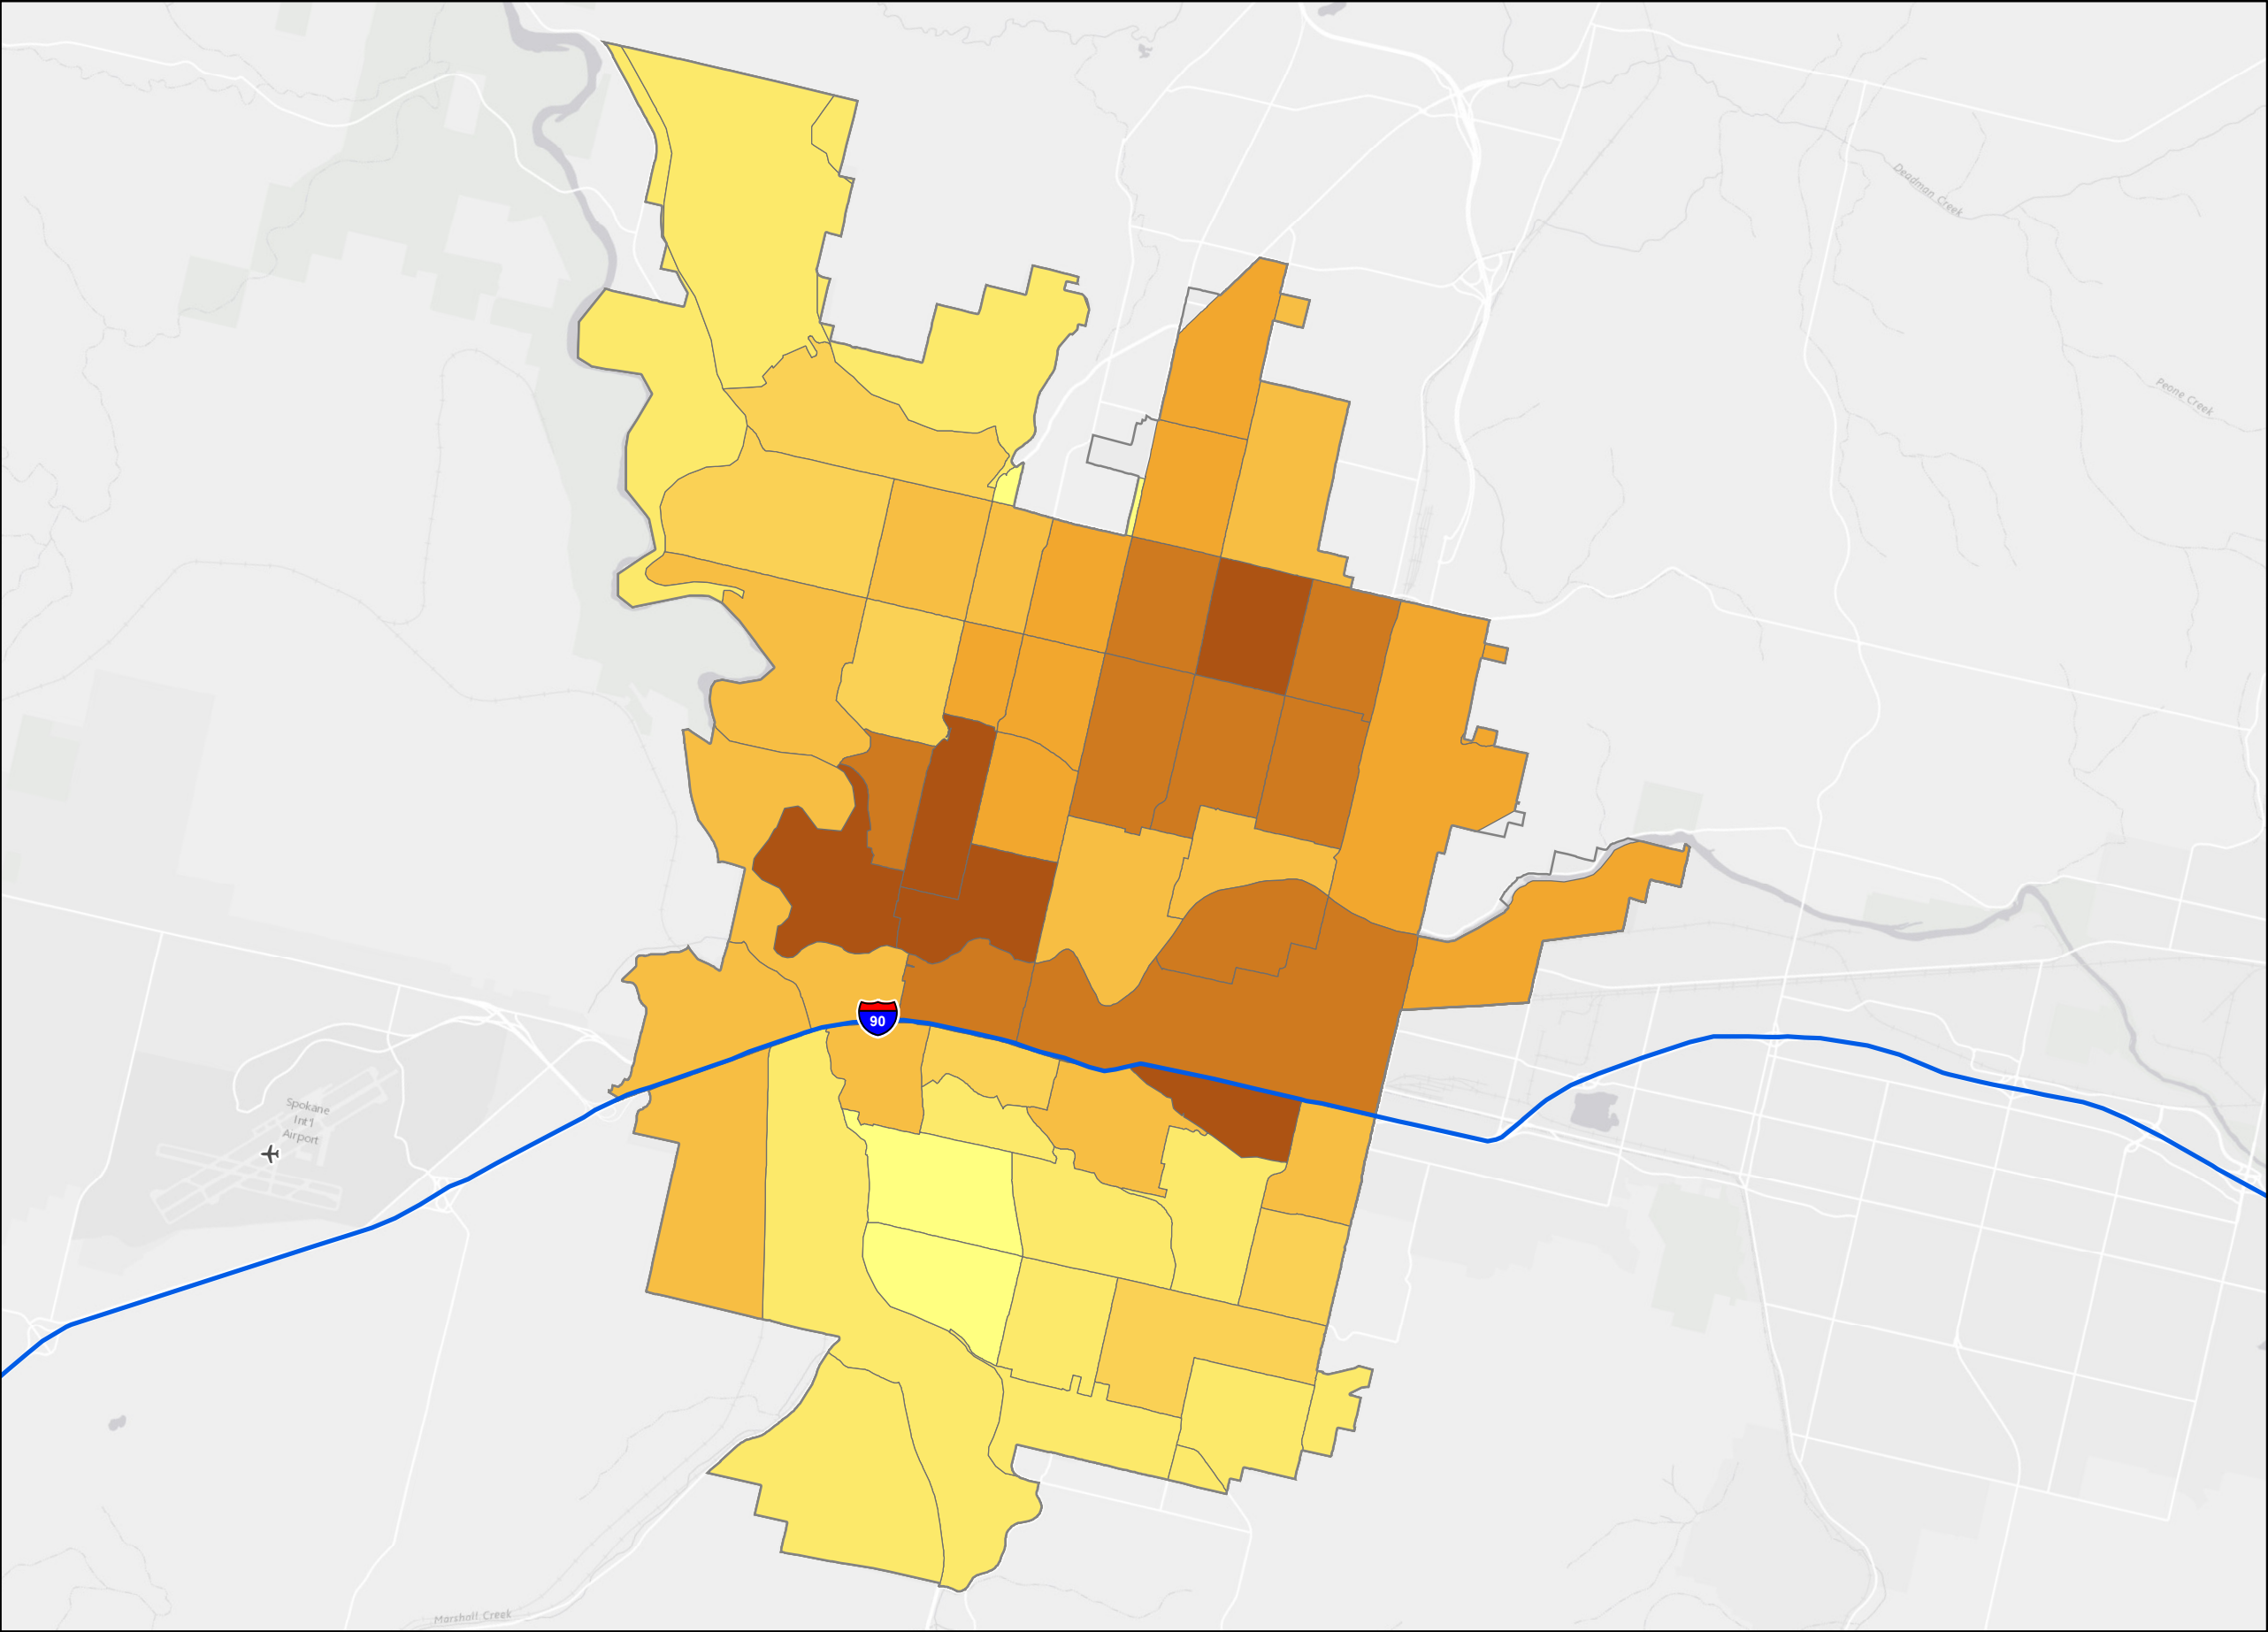 Deadman Creek
Peone Creek
90
Spokane
Int'l
Airport
Marshall Creek